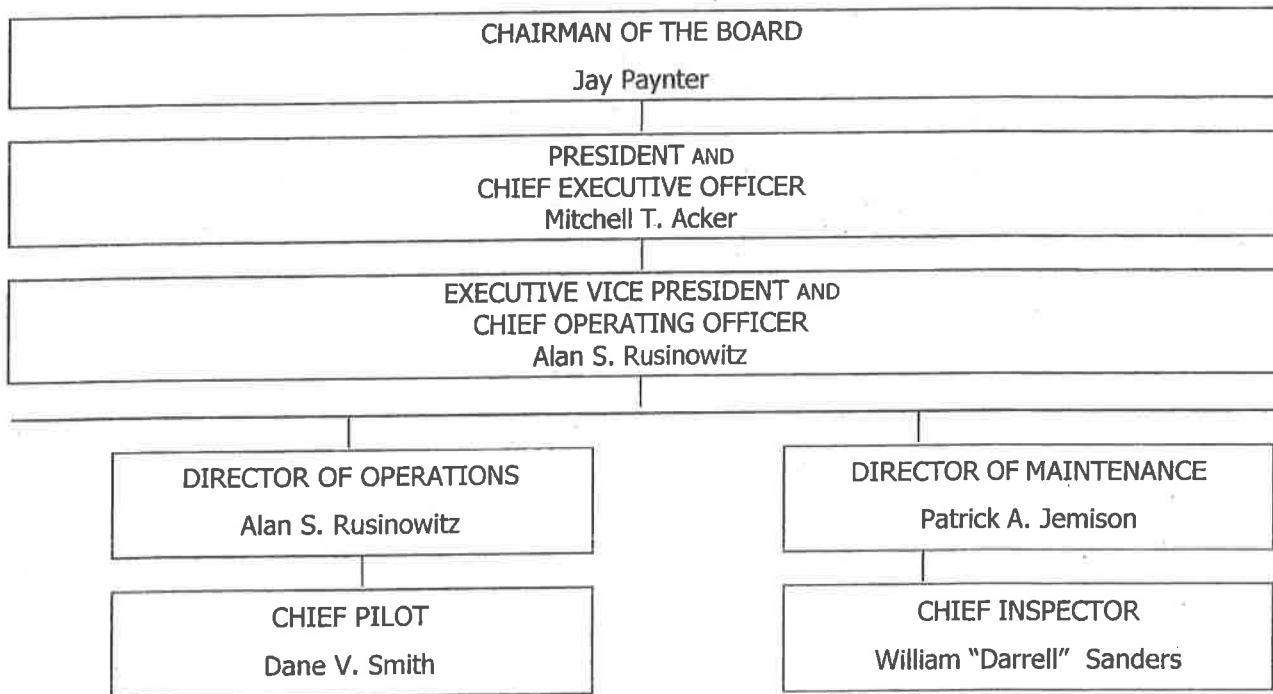 CHAIRMAN OF THE BOARD
Jay Paynter
PRESIDENT AND
CHIEF EXECUTIVE OFFICER
Mitchell T. Acker
EXECUTIVE VICE PRESIDENT AND
CHIEF OPERATING OFFICER
Alan S. Rusinowitz
DIRECTOR OF OPERATIONS
Alan S. Rusinowitz
CHIEF PILOT
Dane V. Smith
DIRECTOR OF MAINTENANCE
Patrick A. Jemison
CHIEF INSPECTOR
William "Darrell" Sanders